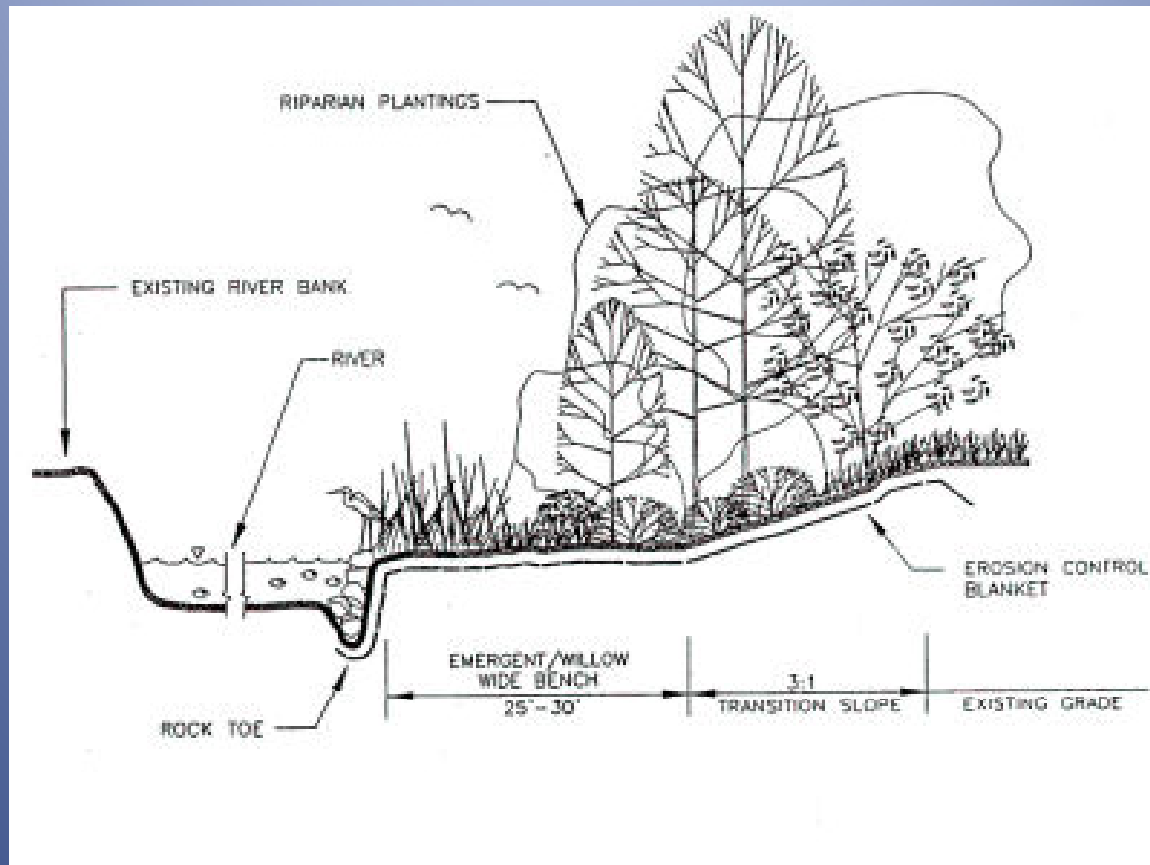 RIPARIAN PLANTINGS
EXISTING RIVER BANK
RIVER
EROSION CONTROL
BLANKET
EMERGENT/WILLOW
WIDE BENCH
25'-30'
3:1
TRANSITION SLOPE
EXISTING GRADE
ROCK TOE